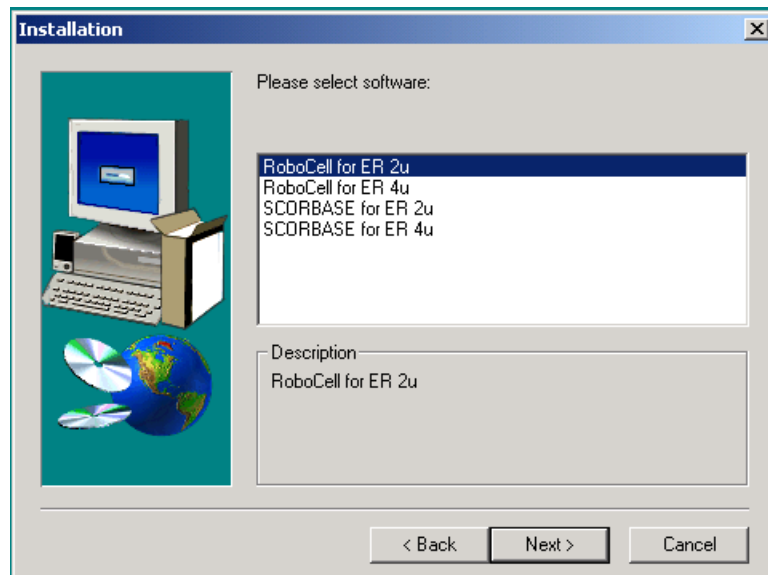 Installation
Please select software:
RoboCell for ER 2u
RoboCell for ER 4u
SCORBASE for ER 2u
SCORBASE for ER 4u
Description
RoboCell for ER 2u
< Back
Next >
Cancel